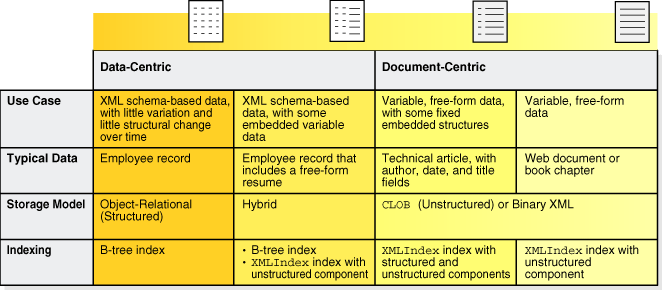 Data-Centric
Document-Centric
Use Case
XML schema-based data,
with little variation and
little structural change
over time
XML schema-based
data, with some
embedded variable
data
Variable, free-form data,
with some fixed
embedded structures
Variable, free-form
data
Typical Data
Employee record
Employee record that
includes a free-form
resume
Technical article, with
author, date, and title
fields
Web document or
book chapter
Storage Model
Object-Relational
(Structured)
Hybrid
CLOB (Unstructured) or Binary XML
Indexing
B-tree index
• B-tree index
• XMLIndex index with
unstructured component
XMLIndex index with
structured and
unstructured components
XMLIndex index with
unstructured
component